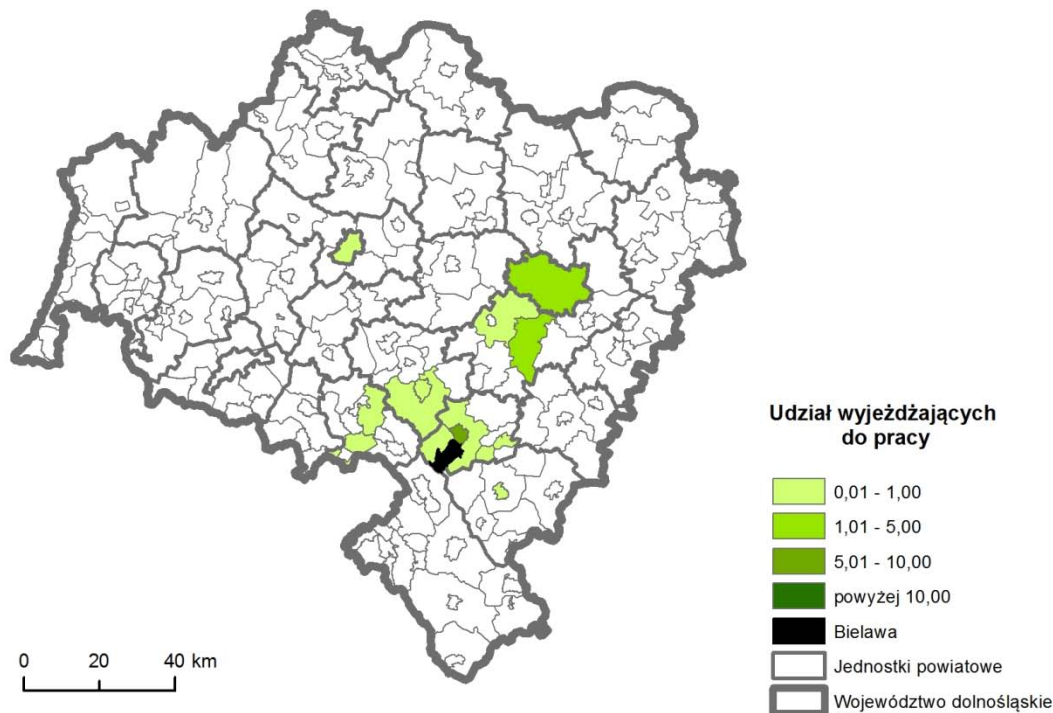 Udział wyjeżdżających
do pracy
0,01 - 1,00
1,01 - 5,00
5,01 - 10,00
powyżej 10,00
Bielawa
Jednostki powiatowe
Województwo dolnośląskie
0 20 40 km